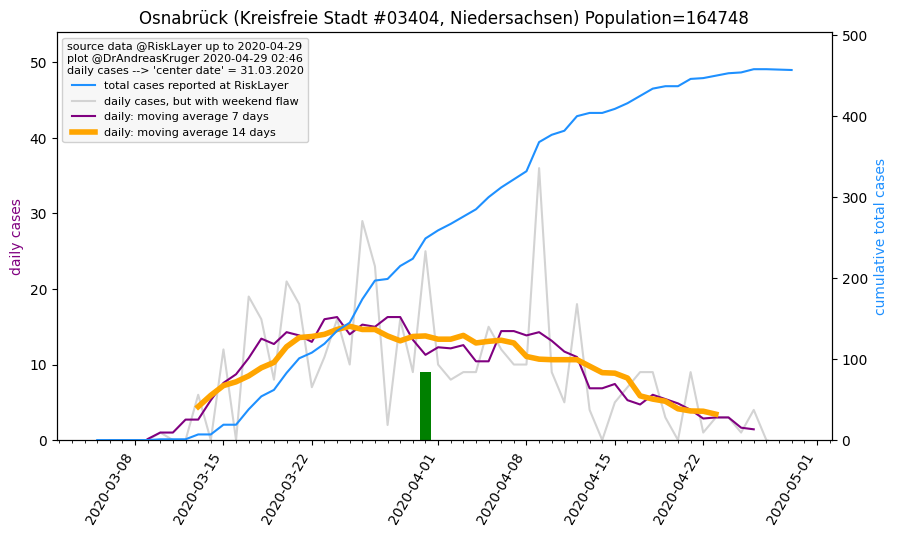 Osnabrück (Kreisfreie Stadt #03404, Niedersachsen) Population=164748
source data @RiskLayer up to 2020-04-29
plot @DrAndreasKruger 2020-04-29 02:46
daily cases --> 'center date' = 31.03.2020
total cases reported at RiskLayer
daily cases, but with weekend flaw
daily: moving average 7 days
daily: moving average 14 days
daily cases
50
40
30
20
10
0
cumulative total cases
500
400
300
200
100
0
2020-03-08
2020-03-15
2020-03-22
2020-04-01
2020-04-08
2020-04-15
2020-04-22
2020-05-01